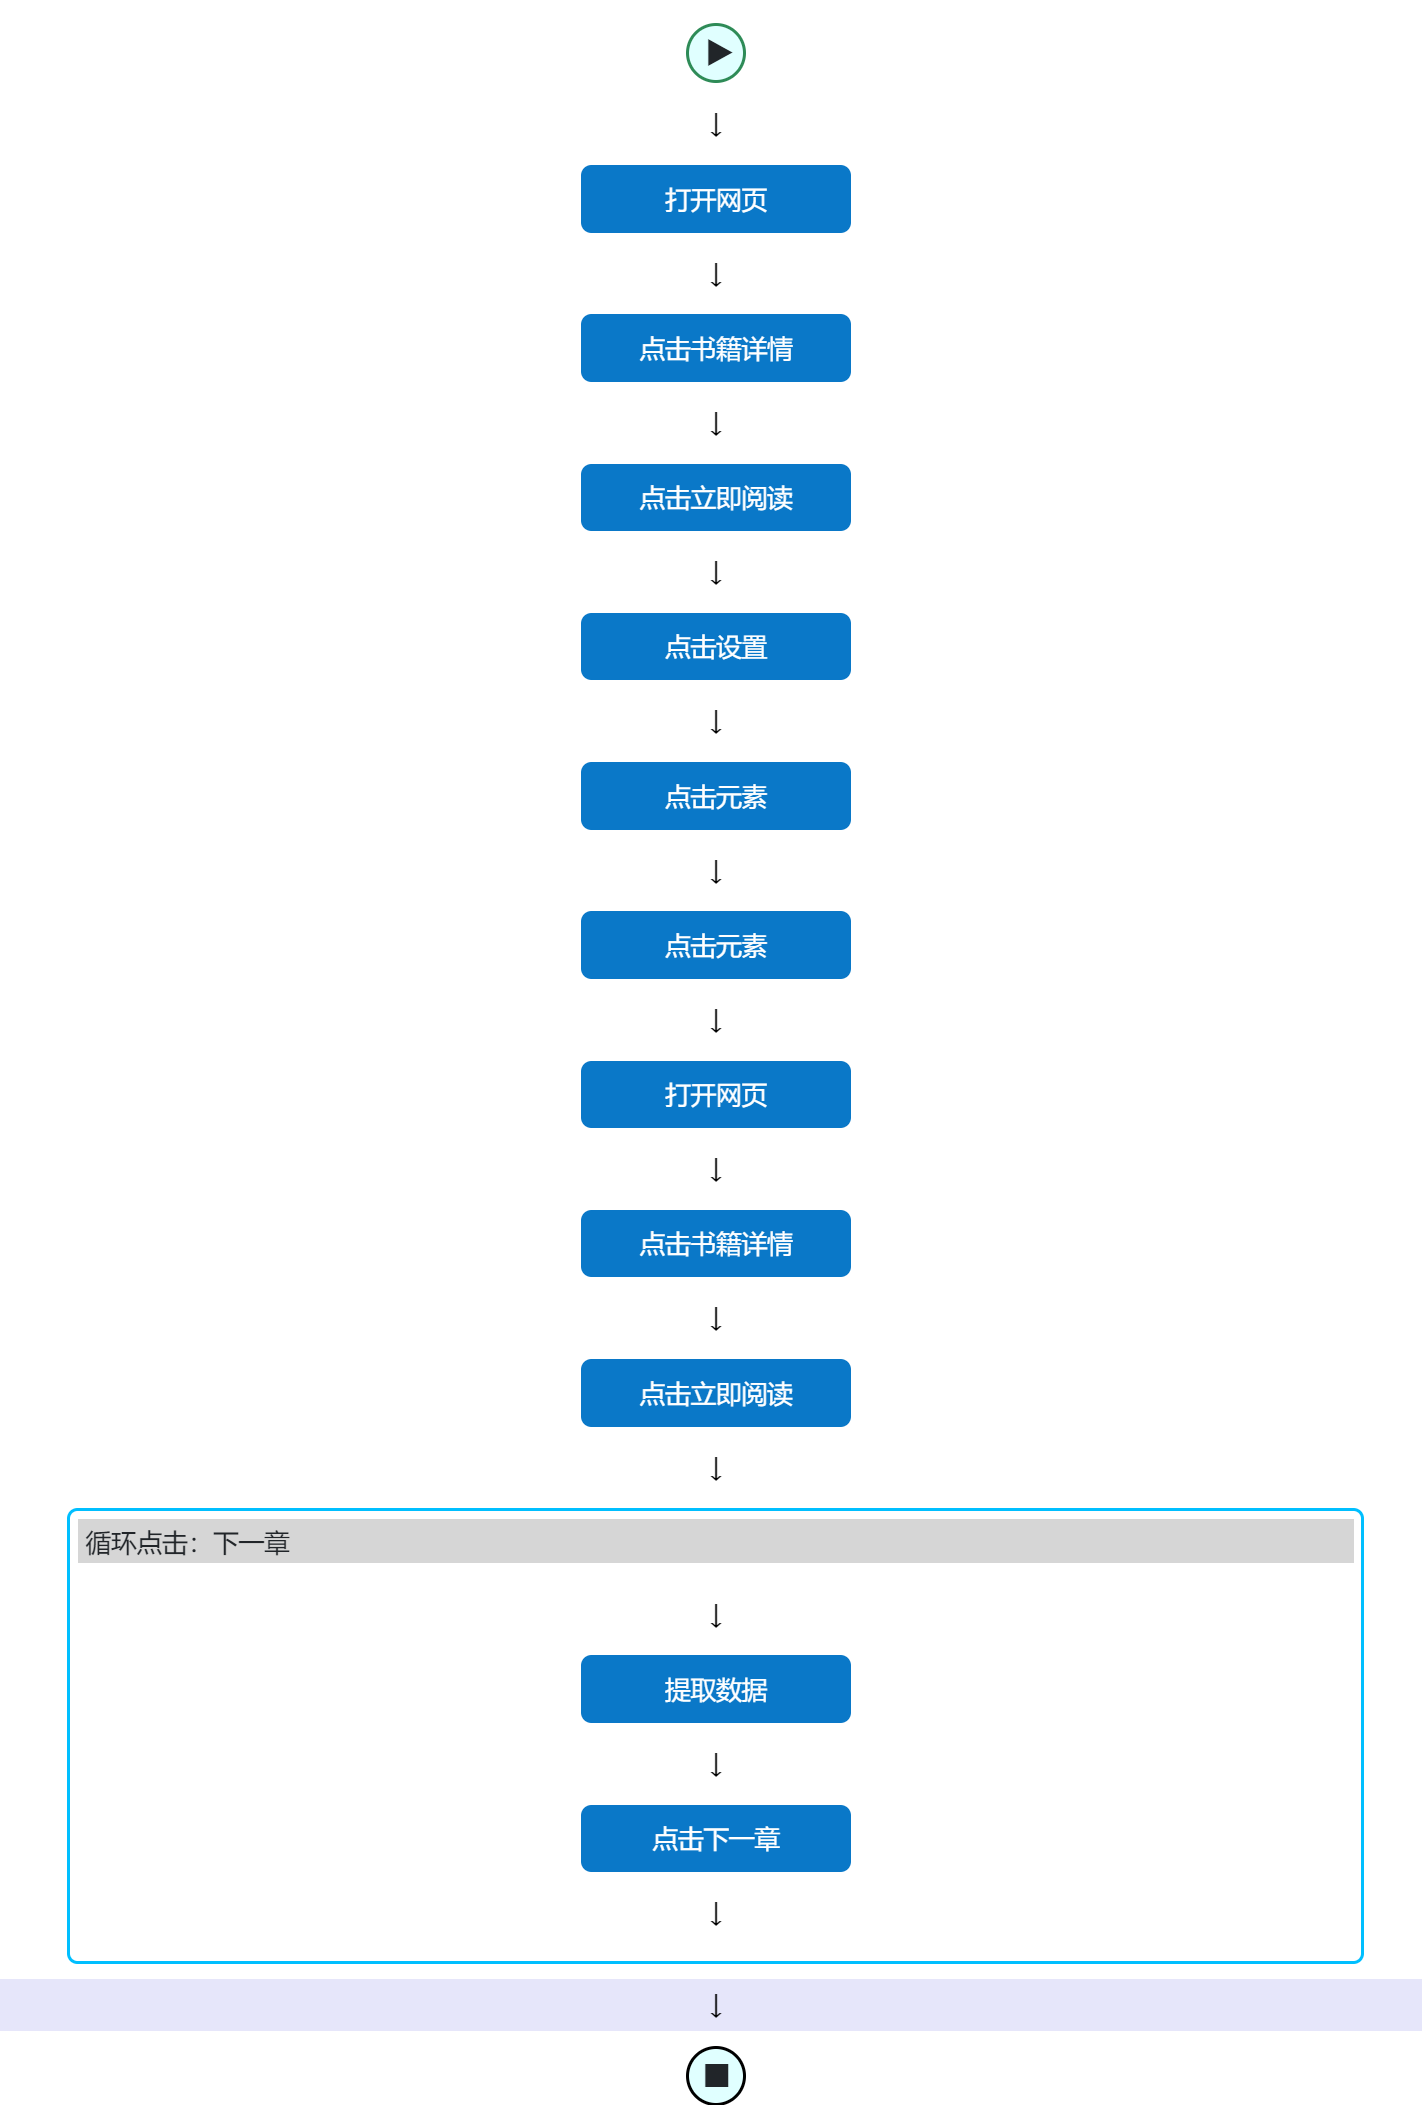 打开网页
点击书籍详情
点击立即阅读
点击设置
点击元素
点击元素
打开网页
点击书籍详情
点击立即阅读
循环点击：下一章
提取数据
点击下一章